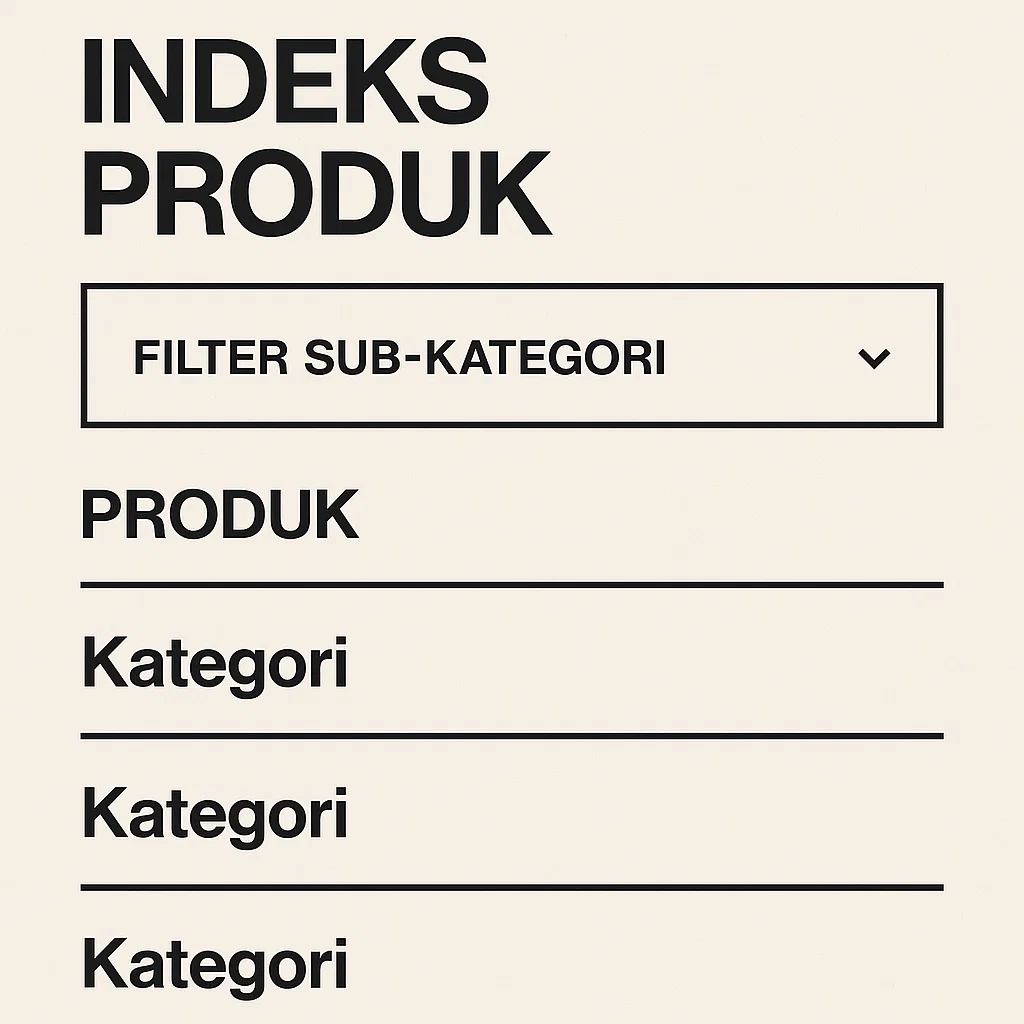 INDEKS
PRODUK
FILTER SUB-KATEGORI
PRODUK
Kategori
Kategori
Kategori